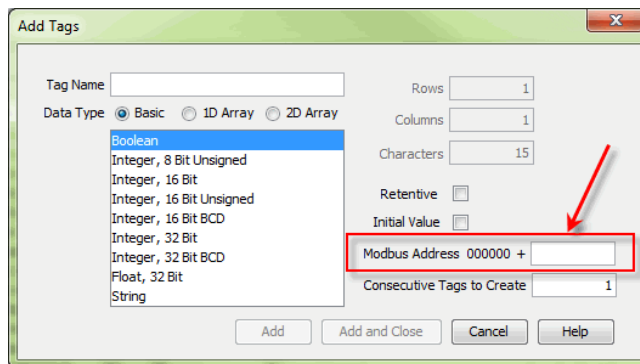 Add Tags
Tag Name
Data Type Basic 1D Array 2D Array
Boolean
Integer, 8 Bit Unsigned
Integer, 16 Bit
Integer, 16 Bit Unsigned
Integer, 16 Bit BCD
Integer, 32 Bit
Integer, 32 Bit BCD
Float, 32 Bit
String
Rows 1
Columns 1
Characters 15
Retentive
Initial Value
Modbus Address 000000 +
Consecutive Tags to Create 1
Add Add and Close Cancel Help